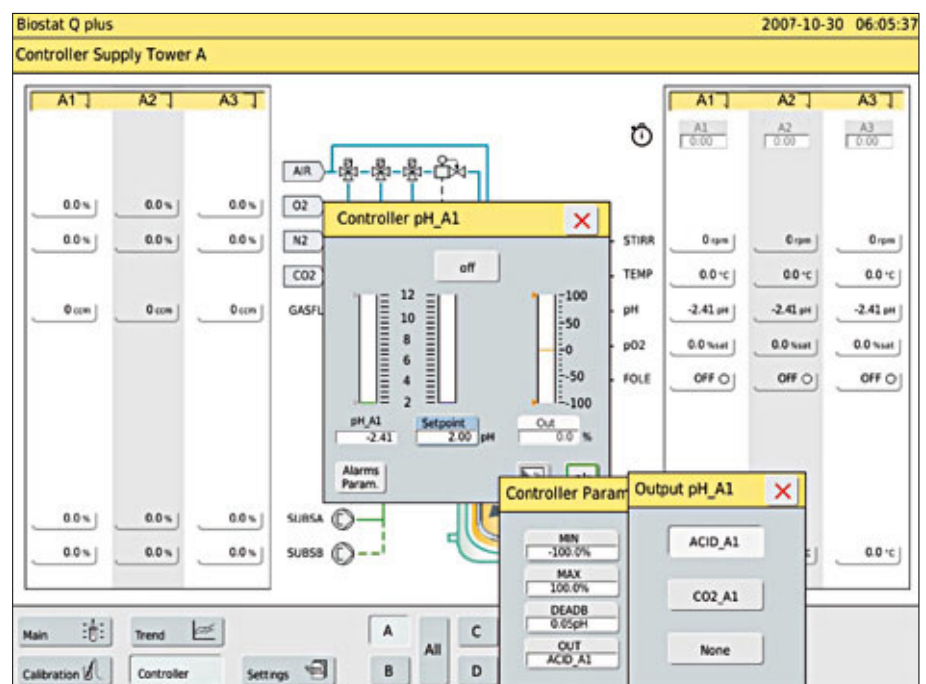 Biostat Q plus
2007-10-30 06:05:37
Controller Supply Tower A
A1 A2 A3
A1 A2 A3
A1 A2 A3
0:00 0:00 0:00
AIR
0.0 % 0.0 % 0.0 %
O2
0.0 % 0.0 % 0.0 %
N2
CO2
0 ccm 0 ccm 0 ccm
GASFL
STIRR 0 rpm 0 rpm 0 rpm
TEMP 0.0 °C 0.0 °C 0.0 °C
pH -2.41 pH -2.41 pH -2.41 pH
pO2 0.0 %sat 0.0 %sat 0.0 %sat
FOLE OFF OFF OFF
Controller pH_A1
off
12
10
8
6
4
2
100
50
0
-50
-100
pH_A1 Setpoint Out
-2.41 2.00 pH 0.0 %
Alarms
Param.
0.0 % 0.0 % 0.0 % SUBSA
0.0 % 0.0 % 0.0 % SUBSB
0.0 °C
Controller Param
MIN
-100.0%
MAX
100.0%
DEADB
0.05pH
OUT
ACID_A1
Output pH_A1
ACID_A1
CO2_A1
None
Main Trend A All C
Calibration Controller Settings B D